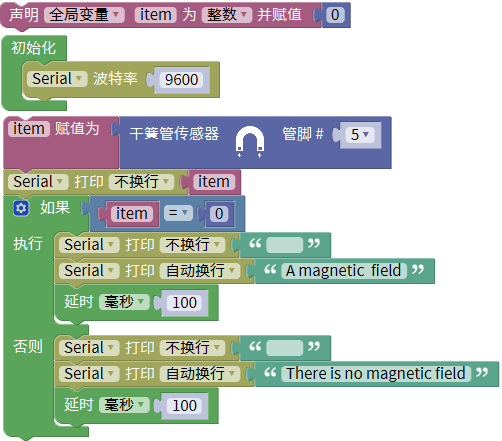 声明 全局变量 item 为 整数 并赋值 0
初始化
Serial 波特率 9600
item 赋值为 干簧管传感器 管脚 # 5
Serial 打印 不换行 item
如果 item = 0
执行 Serial 打印 不换行 “ ”
Serial 打印 自动换行 “ A magnetic field ”
延时 毫秒 100
否则 Serial 打印 不换行 “ ”
Serial 打印 自动换行 “ There is no magnetic field ”
延时 毫秒 100